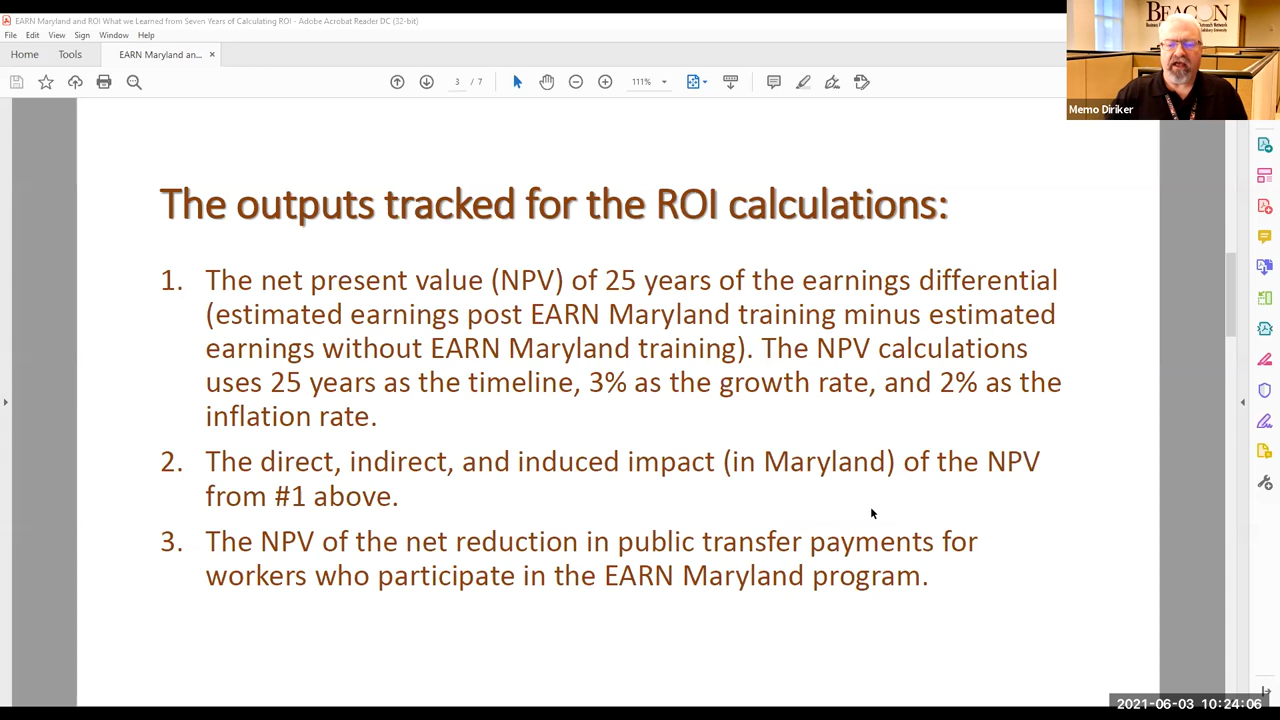 EARN Maryland and ROI What we Learned from Seven Years of Calculating ROI - Adobe Acrobat Reader DC (32-bit)
File Edit View Sign Window Help
Home Tools EARN Maryland an... ×
3 / 7 111%
BEACON
Memo Diriker
The outputs tracked for the ROI calculations:
1. The net present value (NPV) of 25 years of the earnings differential
(estimated earnings post EARN Maryland training minus estimated
earnings without EARN Maryland training). The NPV calculations
uses 25 years as the timeline, 3% as the growth rate, and 2% as the
inflation rate.
2. The direct, indirect, and induced impact (in Maryland) of the NPV
from #1 above.
3. The NPV of the net reduction in public transfer payments for
workers who participate in the EARN Maryland program.
2021-06-03 10:24:06